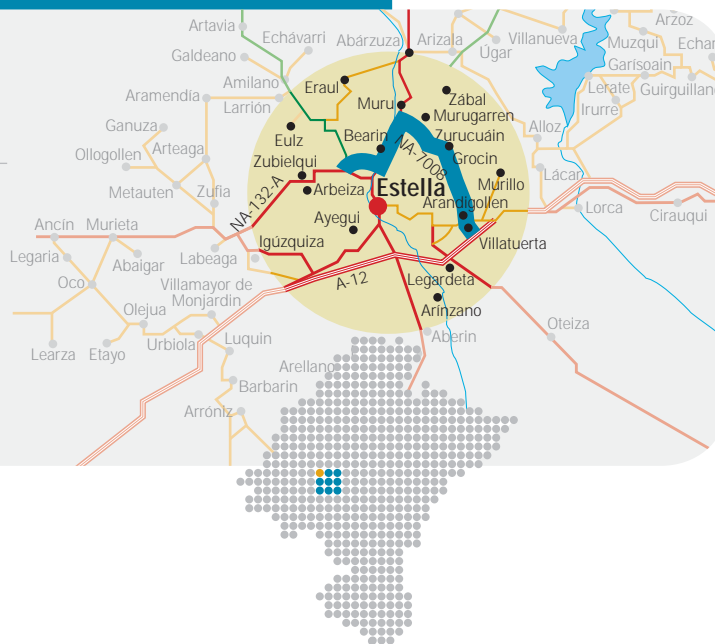 Artavia
Echávarri
Abárzuza
Arizala
Villanueva
Arzoz
Galdeano
Úgar
Muzqui
Echar
Garísoain
Amilano
Eraul
Lerate
Guirguillan
Aramendía
Larrión
Muru
Zábal
Irurre
Murugarren
Ganuza
Eulz
Bearin
Zurucuáin
Alloz
Ollogollen
Arteaga
Zubielqui
NA-7008
Grocin
Metauten
Zufia
Arbeiza
Estella
Murillo
Lácar
NA-132-A
Arandigollen
Lorca
Cirauqui
Ancín
Murieta
Ayegui
Igúzquiza
Villatuerta
Legaria
Abaigar
Labeaga
Oco
Villamayor de
Monjardin
A-12
Legardeta
Olejua
Arínzano
Oteiza
Learza
Etayo
Urbiola
Luquin
Aberin
Arellano
Barbarin
Arróniz